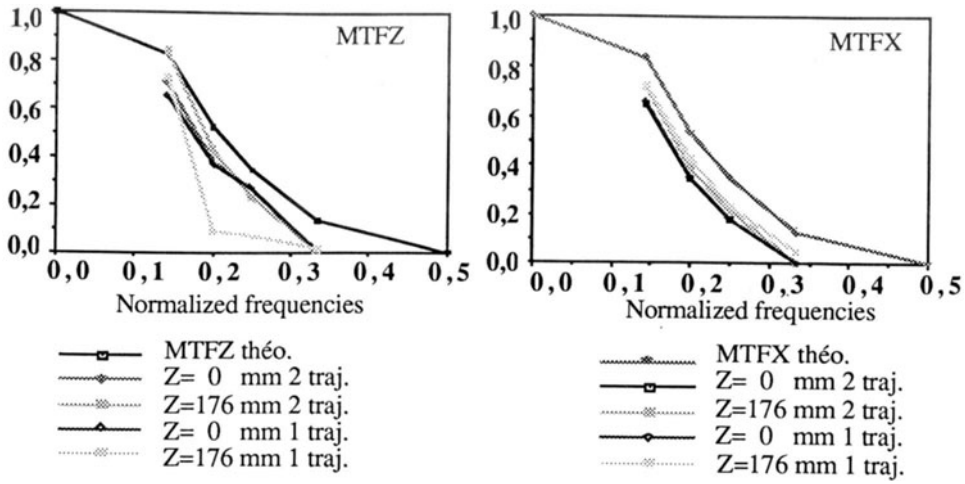 1,0
MTFZ
0,8
0,6
0,4
0,2
0,0
0,0 0,1 0,2 0,3 0,4 0,5
Normalized frequencies
MTFZ théo.
Z= 0 mm 2 traj.
Z=176 mm 2 traj.
Z= 0 mm 1 traj.
Z=176 mm 1 traj.
1,0
MTFX
0,8
0,6
0,4
0,2
0,0
0,0 0,1 0,2 0,3 0,4 0,5
Normalized frequencies
MTFX théo.
Z= 0 mm 2 traj.
Z=176 mm 2 traj.
Z= 0 mm 1 traj.
Z=176 mm 1 traj.